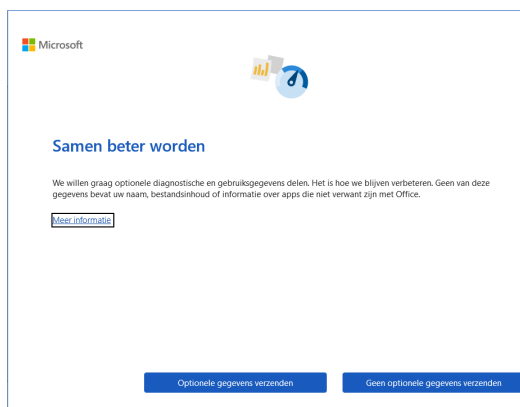 Microsoft
Samen beter worden
We willen graag optionele diagnostische en gebruiksgegevens delen. Het is hoe we blijven verbeteren. Geen van deze
gegevens bevat uw naam, bestandsinhoud of informatie over apps die niet verwant zijn met Office.
Meer informatie
Optionele gegevens verzenden
Geen optionele gegevens verzenden